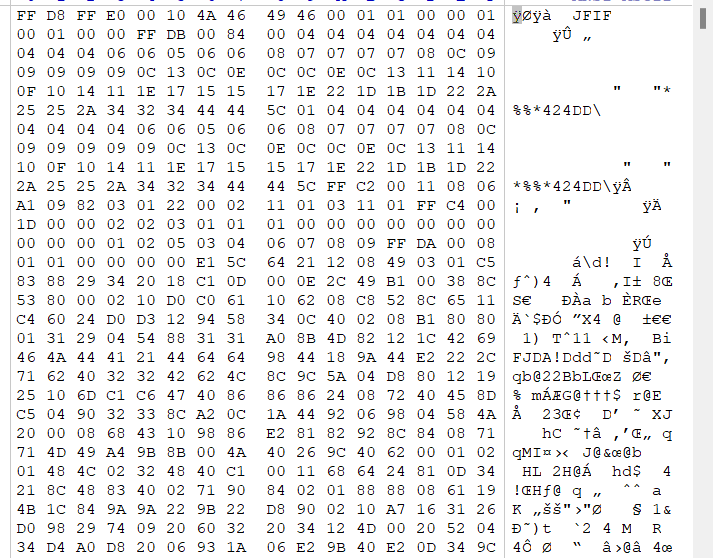 FF D8 FF E0 00 10 4A 46 49 46 00 01 01 00 00 01 ÿØÿà JFIF
00 01 00 00 FF DB 00 84 00 04 04 04 04 04 04 04 ÿÛ „
04 04 04 06 06 05 06 06 08 07 07 07 07 08 0C 09
09 09 09 09 0C 13 0C 0E 0C 0C 0E 0C 13 11 14 10
0F 10 14 11 1E 17 15 15 17 1E 22 1D 1B 1D 22 2A " "*
25 25 2A 34 32 34 44 44 5C 01 04 04 04 04 04 04 %%*424DD\
04 04 04 04 06 06 05 06 06 08 07 07 07 07 08 0C
09 09 09 09 09 0C 13 0C 0E 0C 0C 0E 0C 13 11 14
10 0F 10 14 11 1E 17 15 15 17 1E 22 1D 1B 1D 22 " "
2A 25 25 2A 34 32 34 44 44 5C FF C2 00 11 08 06 *%%*424DD\ÿÂ
A1 09 82 03 01 22 00 02 11 01 03 11 01 FF C4 00 ¡ ‚ " ÿÄ
1D 00 00 02 02 03 01 01 01 00 00 00 00 00 00 00
00 00 00 01 02 05 03 04 06 07 08 09 FF DA 00 08 ÿÚ
01 01 00 00 00 00 E1 5C 64 21 12 08 49 03 01 C5 á\d! I Å
83 88 29 34 20 18 C1 0D 00 0E 2C 49 B1 00 38 8C ƒˆ)4 Á ,I± 8Œ
53 80 00 02 10 D0 C0 61 10 62 08 C8 52 8C 65 11 S€ ÐÀa b ÈRŒe
C4 60 24 D0 D3 12 94 58 34 0C 40 02 08 B1 80 80 Ä`$ÐÓ ”X4 @ ±€€
01 31 29 04 54 88 31 31 A0 8B 4D 82 12 1C 42 69 1) Tˆ11 ‹M‚ Bi
46 4A 44 41 21 44 64 64 98 44 18 9A 44 E2 22 2C FJDA!Ddd˜D šDâ",
71 62 40 32 32 42 62 4C 8C 9C 5A 04 D8 80 12 19 qb@22BbLŒœZ Ø€
25 10 6D C1 C6 47 40 86 86 86 24 08 72 40 45 8D % mÁÆG@†††$ r@E
C5 04 90 32 33 8C A2 0C 1A 44 92 06 98 04 58 4A Å 23Œ¢ D’ ˜ XJ
20 00 08 68 43 10 98 86 E2 81 82 92 8C 84 08 71 hC ˜†â ‚’Œ„ q
71 4D 49 A4 9B 8B 00 4A 40 26 9C 40 62 00 01 02 qMI¤›‹ J@&œ@b
01 48 4C 02 32 48 40 C1 00 11 68 64 24 81 0D 34 HL 2H@Á hd$ 4
21 8C 48 83 40 02 71 90 84 02 01 88 88 08 61 19 !ŒHƒ@ q „ ˆˆ a
4B 1C 84 9A 9A 22 9B 22 D8 90 02 10 A7 16 31 26 K „šš"›"Ø § 1&
D0 98 29 74 09 20 60 32 20 34 12 4D 00 20 52 04 Ð˜)t `2 4 M R
34 D4 A0 D8 20 06 93 1A 06 E2 9B 40 E2 0D 34 9C 4Ô Ø “ â›@â 4œ